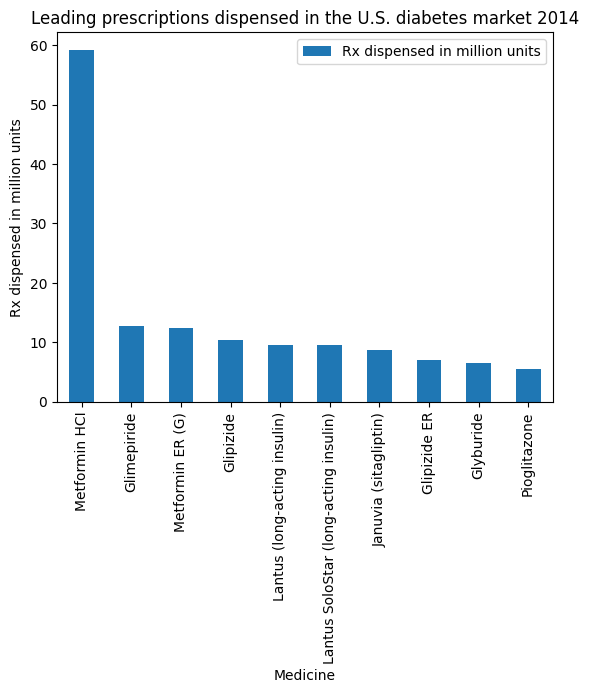 Leading prescriptions dispensed in the U.S. diabetes market 2014
Rx dispensed in million units
Rx dispensed in million units
60
50
40
30
20
10
0
Metformin HCl
Glimepiride
Metformin ER (G)
Glipizide
Lantus (long-acting insulin)
Lantus SoloStar (long-acting insulin)
Januvia (sitagliptin)
Glipizide ER
Glyburide
Pioglitazone
Medicine